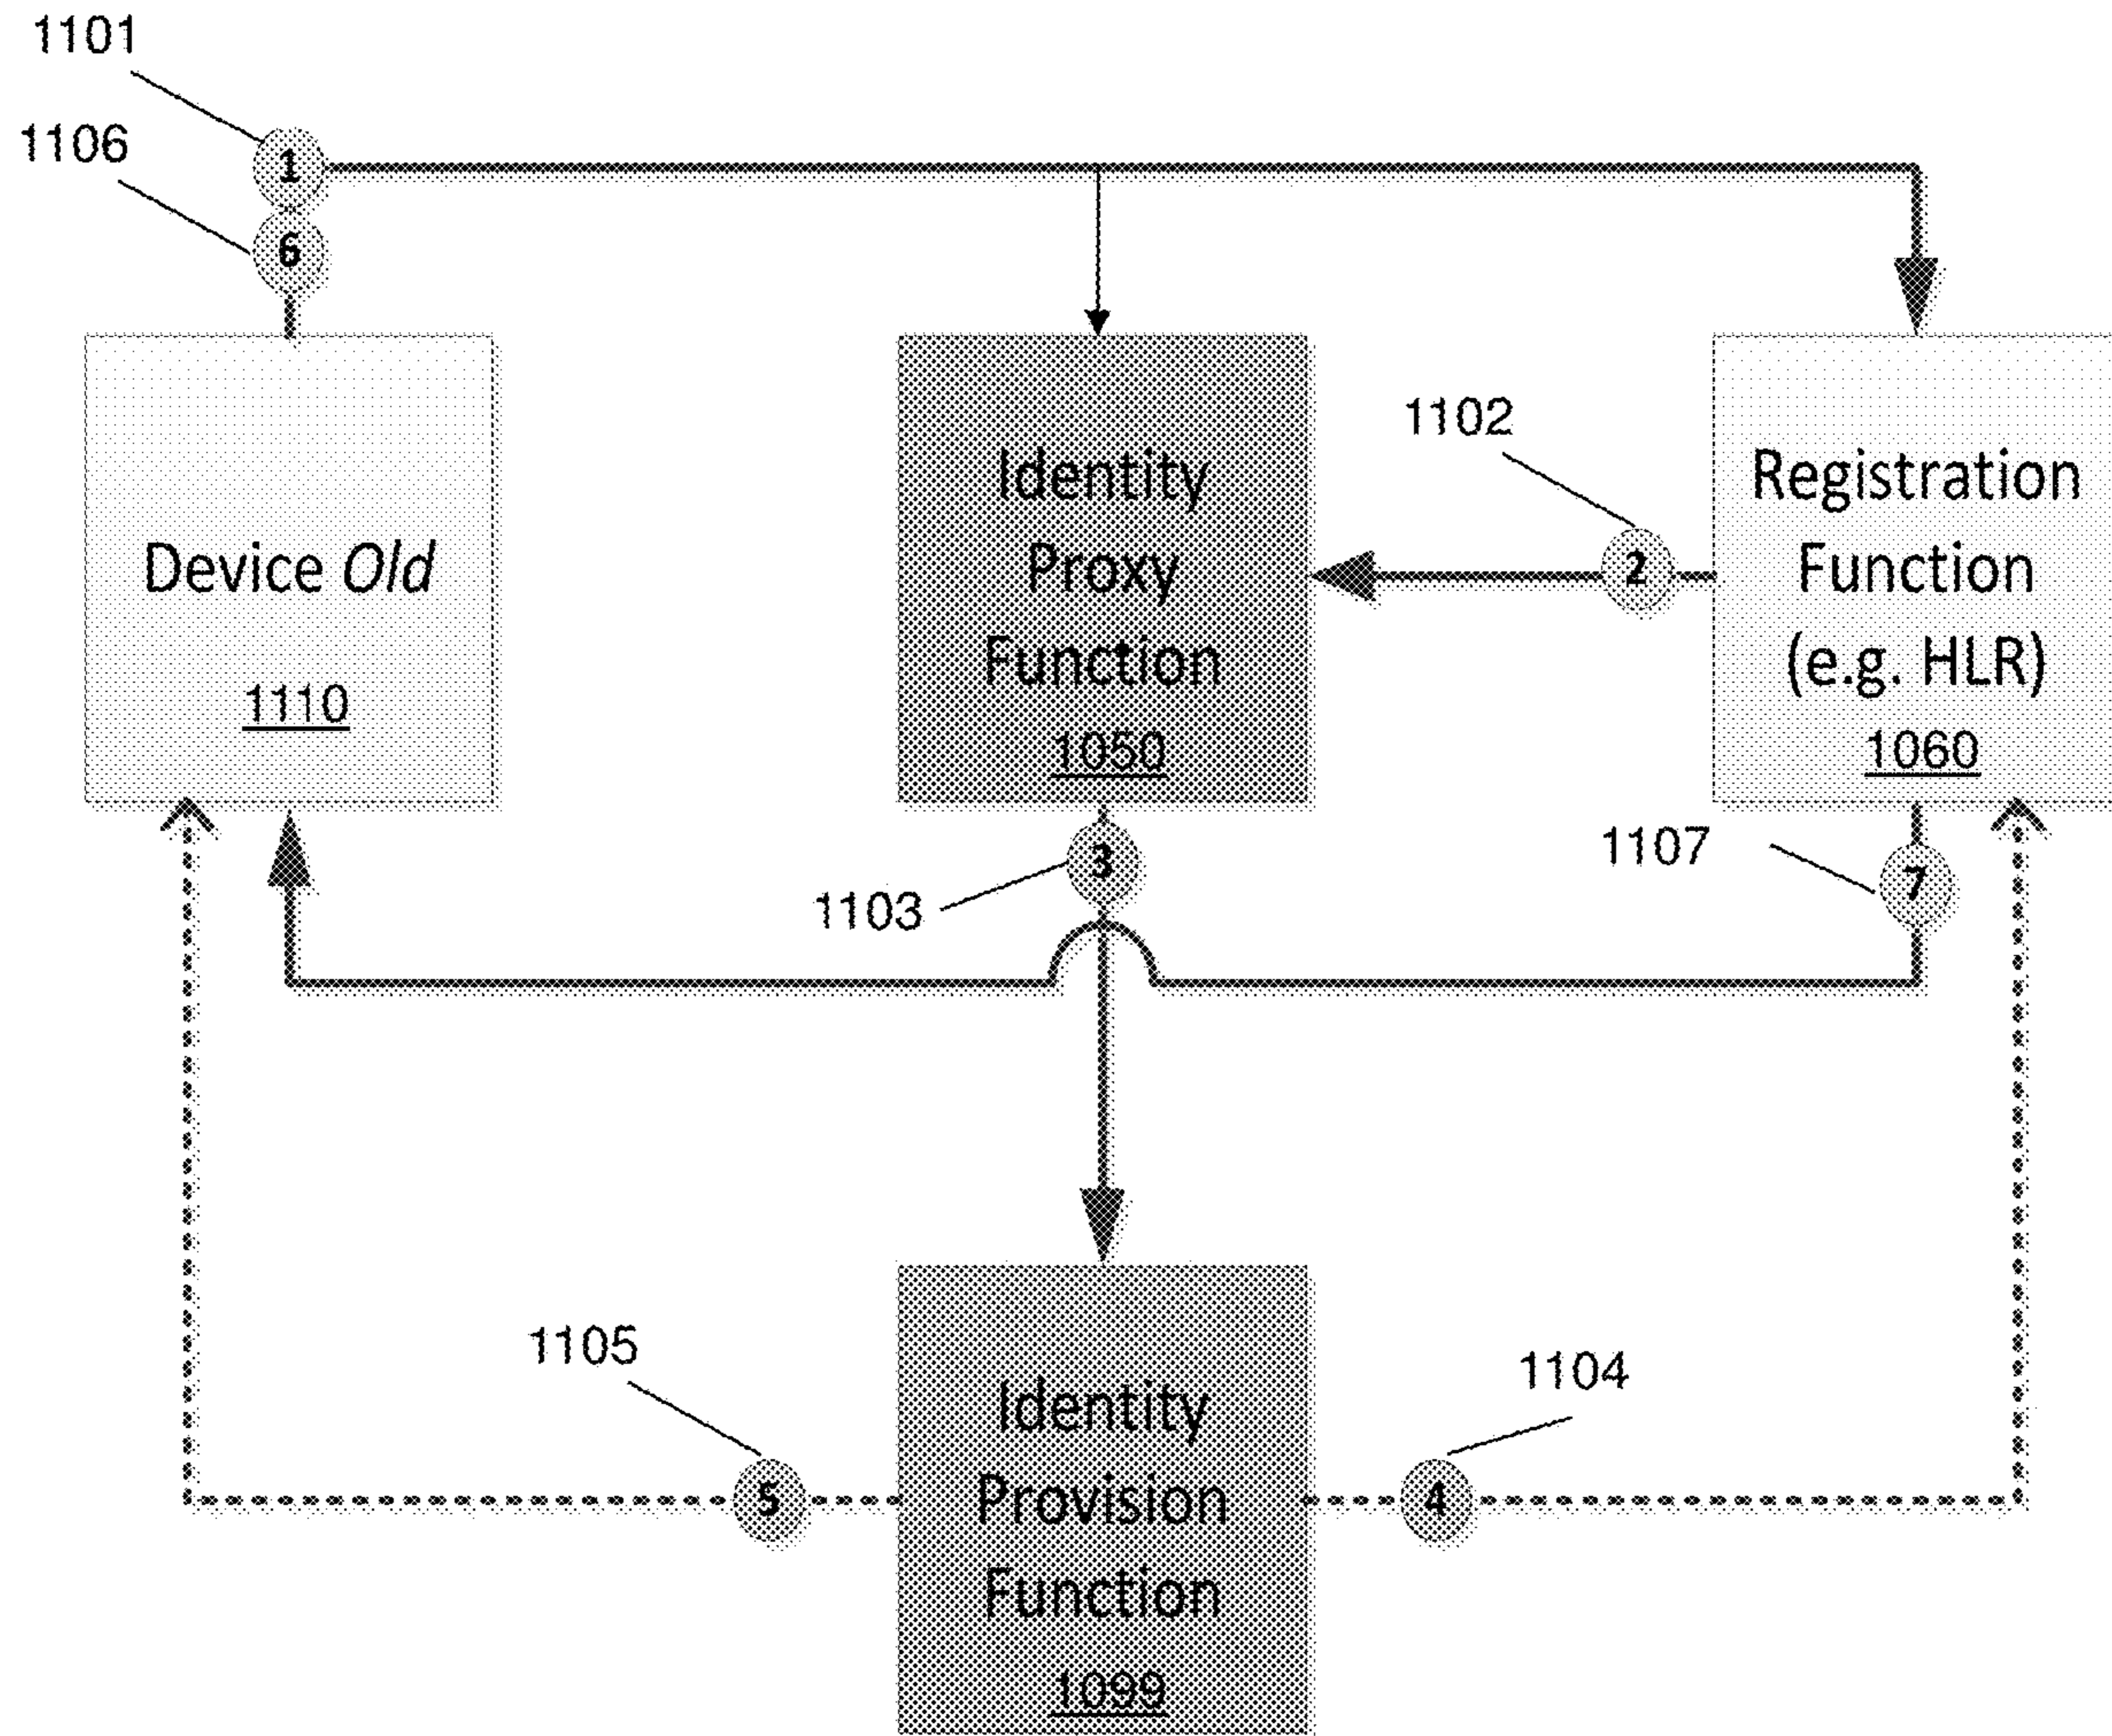 1101
1106
1
6
Device Old
1110
Identity
Proxy
Function
1050
1102
2
Registration
Function
(e.g. HLR)
1060
1103
3
1107
7
1105
5
Identity
Provision
Function
1099
1104
4